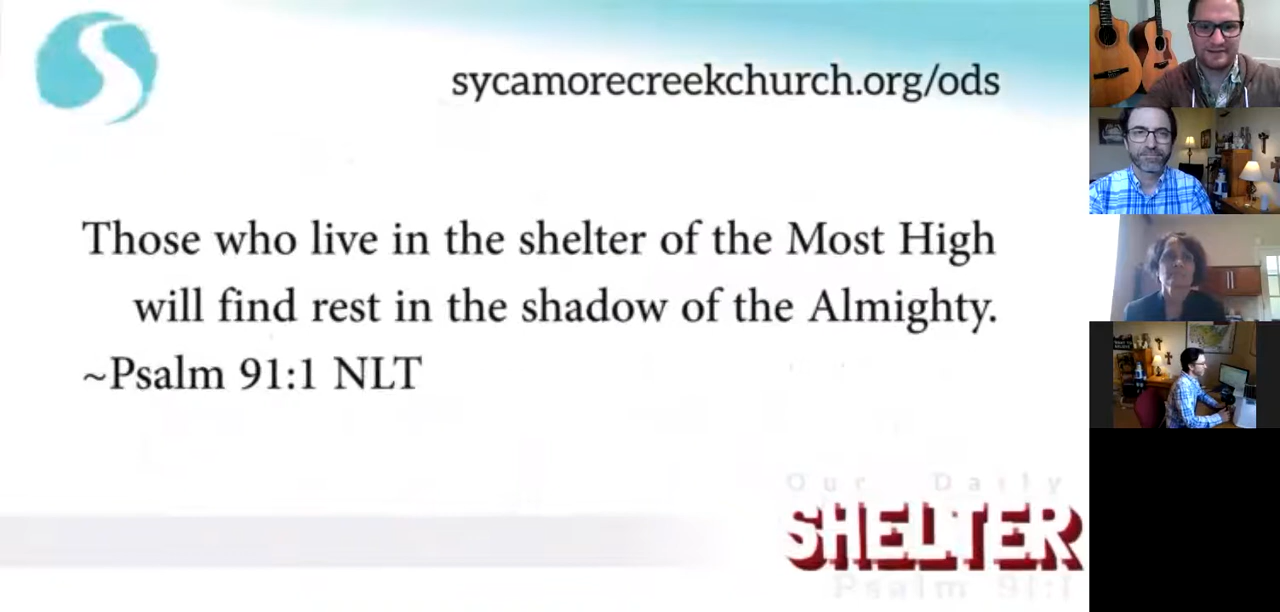 sycamorecreekchurch.org/ods
Those who live in the shelter of the Most High
will find rest in the shadow of the Almighty.
~Psalm 91:1 NLT
Our Daily
SHELTER
Psalm 91:1